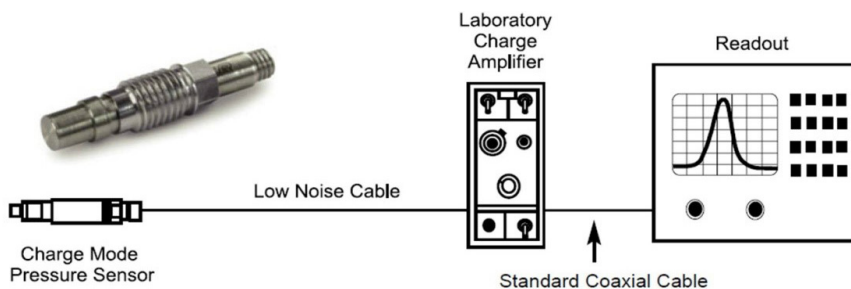 Laboratory
Charge
Amplifier
Readout
Low Noise Cable
Charge Mode
Pressure Sensor
Standard Coaxial Cable